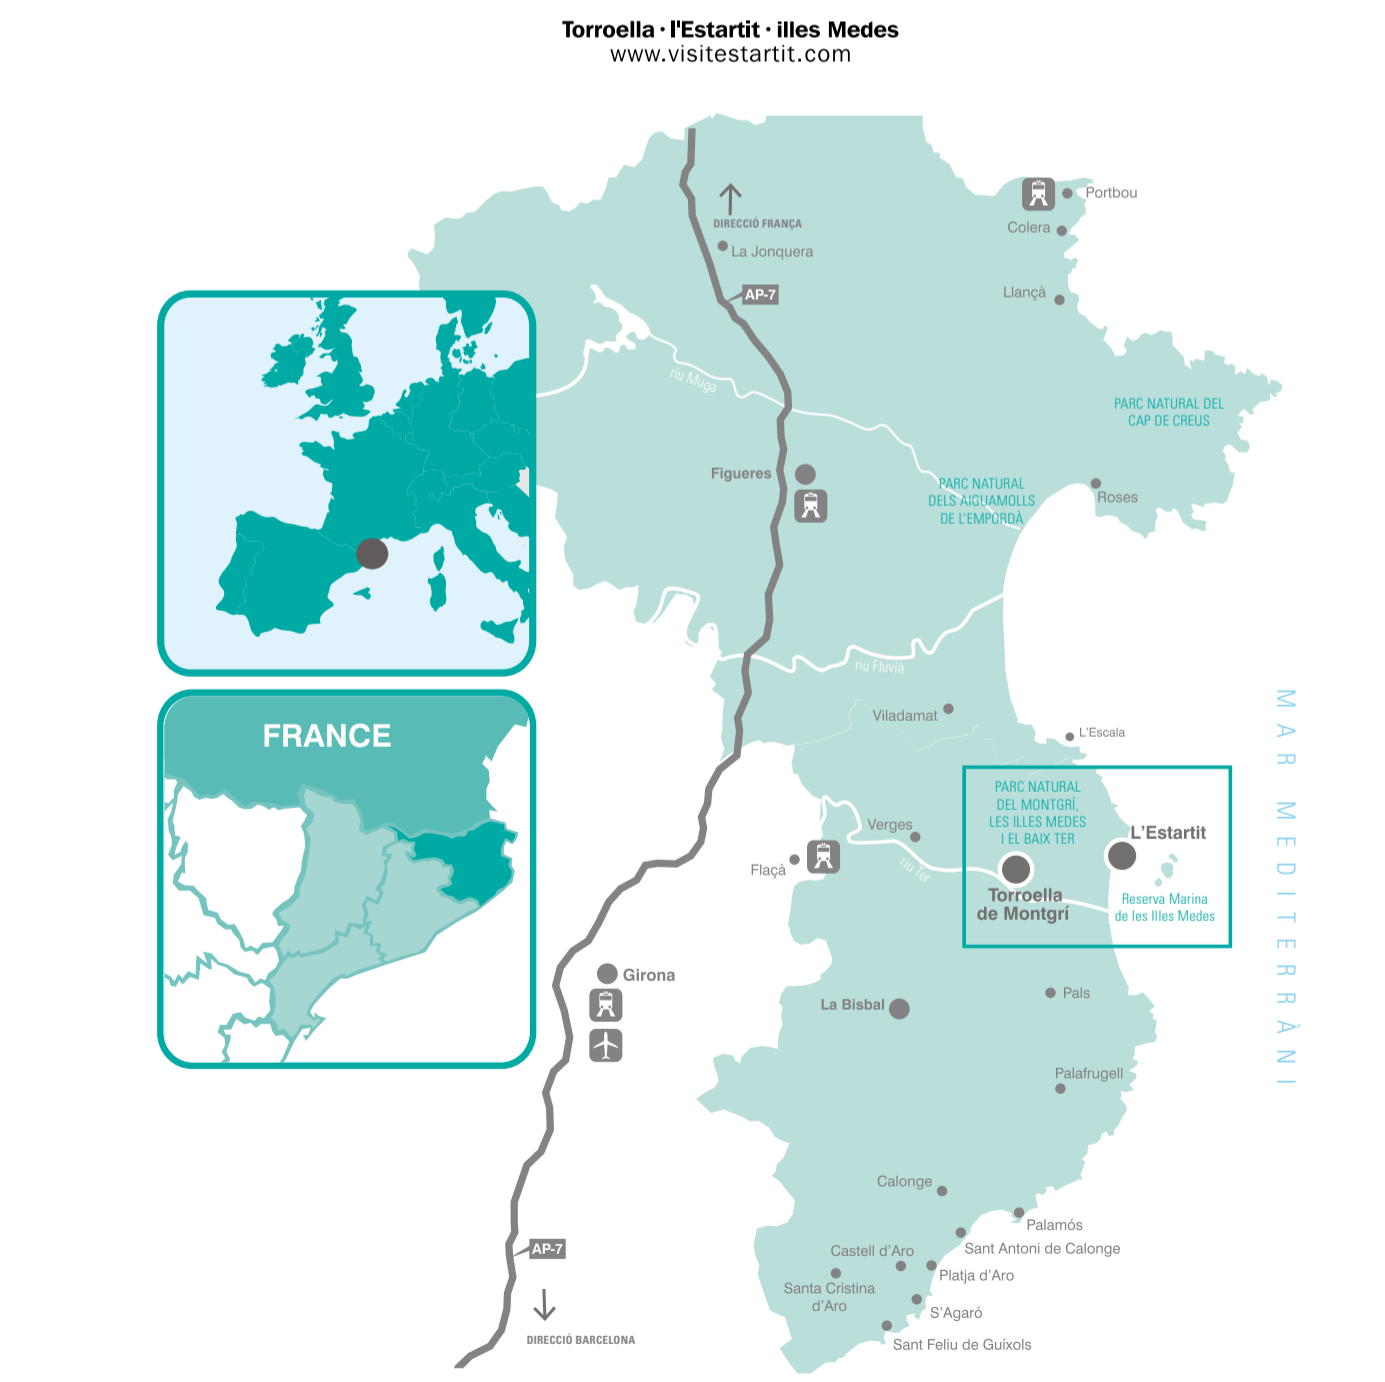 Torroella · l'Estartit · illes Medes
www.visitestartit.com
DIRECCIÓ FRANÇA
La Jonquera
AP-7
Portbou
Colera
Llançà
riu Muga
PARC NATURAL DEL
CAP DE CREUS
Figueres
PARC NATURAL
DELS AIGUAMOLLS
DE L'EMPORDÀ
Roses
riu Fluvià
FRANCE
Viladamat
L'Escala
MAR MEDITERRÀNI
PARC NATURAL
DEL MONTGRÍ,
LES ILLES MEDES
I EL BAIX TER
Verges
L'Estartit
Flaçà
riu Ter
Torroella
de Montgrí
Reserva Marina
de les Illes Medes
Girona
La Bisbal
Pals
Palafrugell
Calonge
Palamós
Sant Antoni de Calonge
Castell d'Aro
Platja d'Aro
Santa Cristina
d'Aro
S'Agaró
Sant Feliu de Guíxols
AP-7
DIRECCIÓ BARCELONA